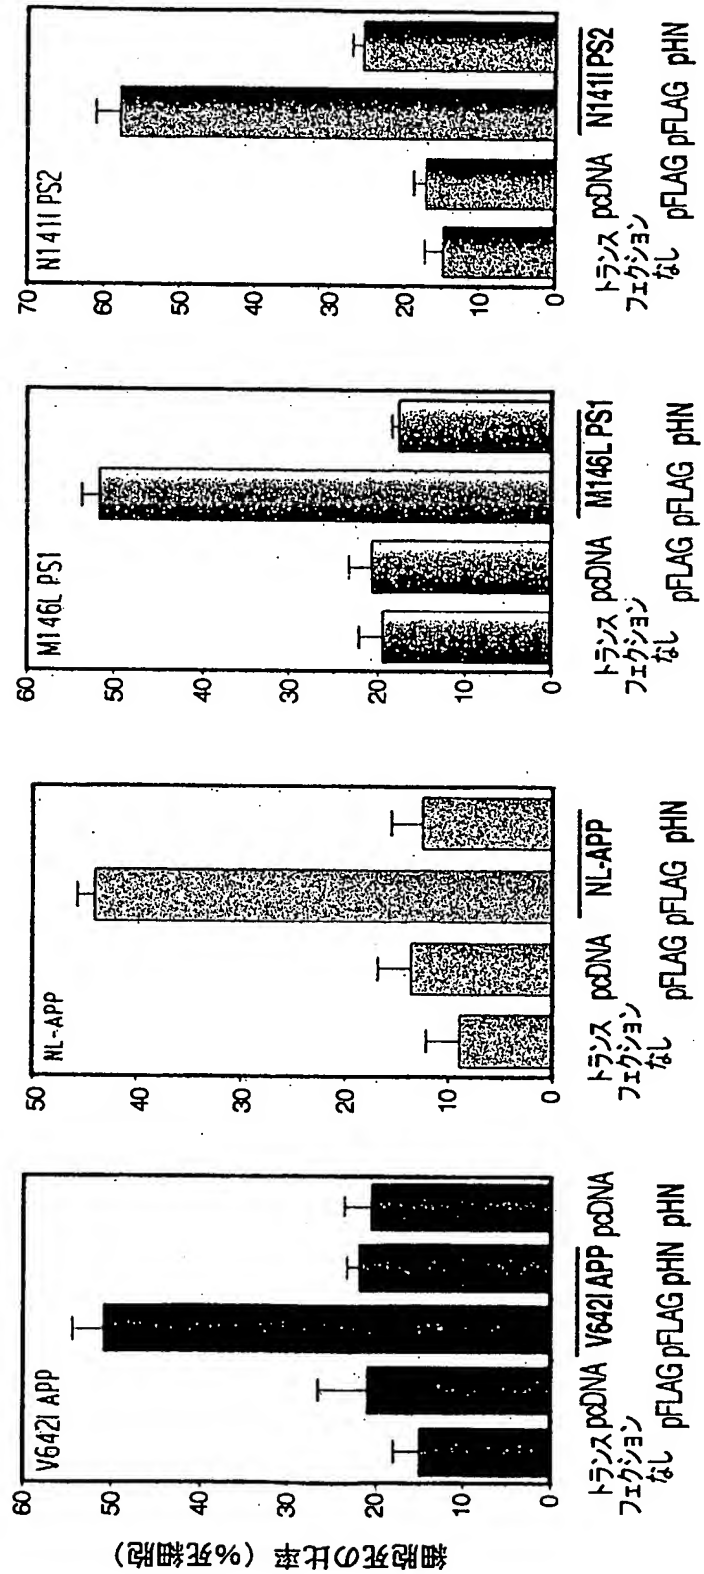 細胞死の比率 (%死細胞)
V642I APP
60
50
40
30
20
10
0
トランス
フェクション
なし
pcDNA
V642I APP
pcDNA
pFLAG pFLAG pHN pHN
NL-APP
50
40
30
20
10
0
トランス
フェクション
なし
pcDNA
NL-APP
pFLAG pFLAG pHN
M146L PS1
60
50
40
30
20
10
0
トランス
フェクション
なし
pcDNA
M146L PS1
pFLAG pFLAG pHN
N141I PS2
70
60
50
40
30
20
10
0
トランス
フェクション
なし
pcDNA
N141I PS2
pFLAG pFLAG pHN